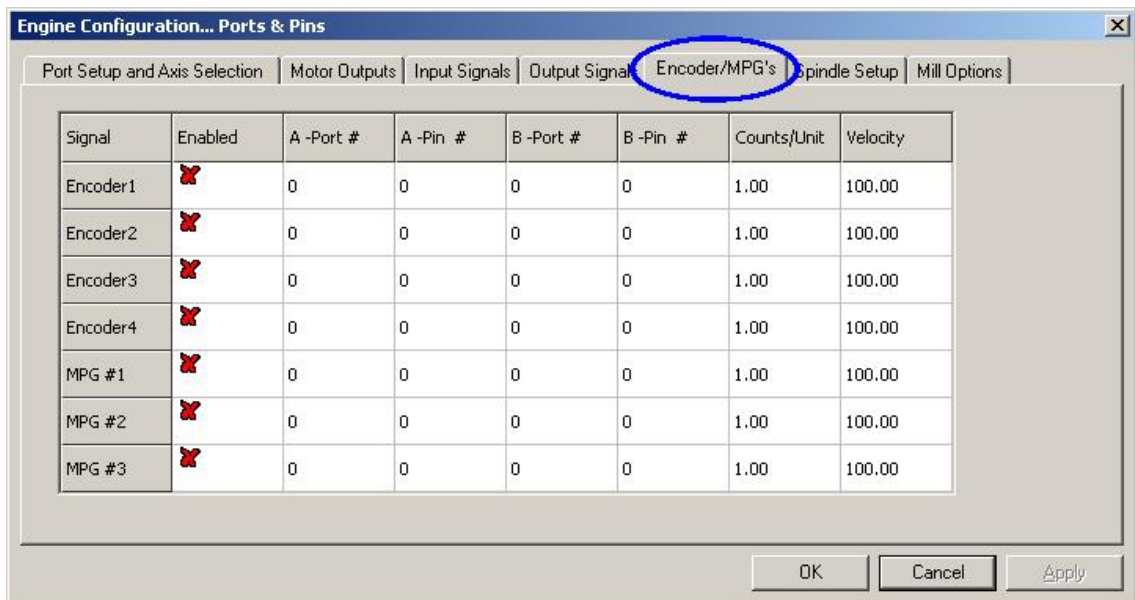 Engine Configuration... Ports & Pins
Port Setup and Axis Selection Motor Outputs Input Signals Output Signal Encoder/MPG's Spindle Setup Mill Options
Signal Enabled A -Port # A -Pin # B -Port # B -Pin # Counts/Unit Velocity
Encoder1 0 0 0 0 1.00 100.00
Encoder2 0 0 0 0 1.00 100.00
Encoder3 0 0 0 0 1.00 100.00
Encoder4 0 0 0 0 1.00 100.00
MPG #1 0 0 0 0 1.00 100.00
MPG #2 0 0 0 0 1.00 100.00
MPG #3 0 0 0 0 1.00 100.00
OK Cancel Apply